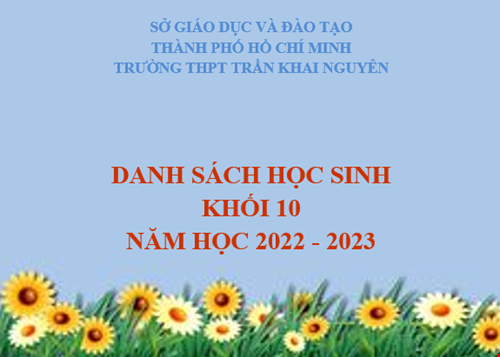 SỞ GIÁO DỤC VÀ ĐÀO TẠO
THÀNH PHỐ HỒ CHÍ MINH
TRƯỜNG THPT TRẦN KHAI NGUYÊN
DANH SÁCH HỌC SINH
KHỐI 10
NĂM HỌC 2022 - 2023